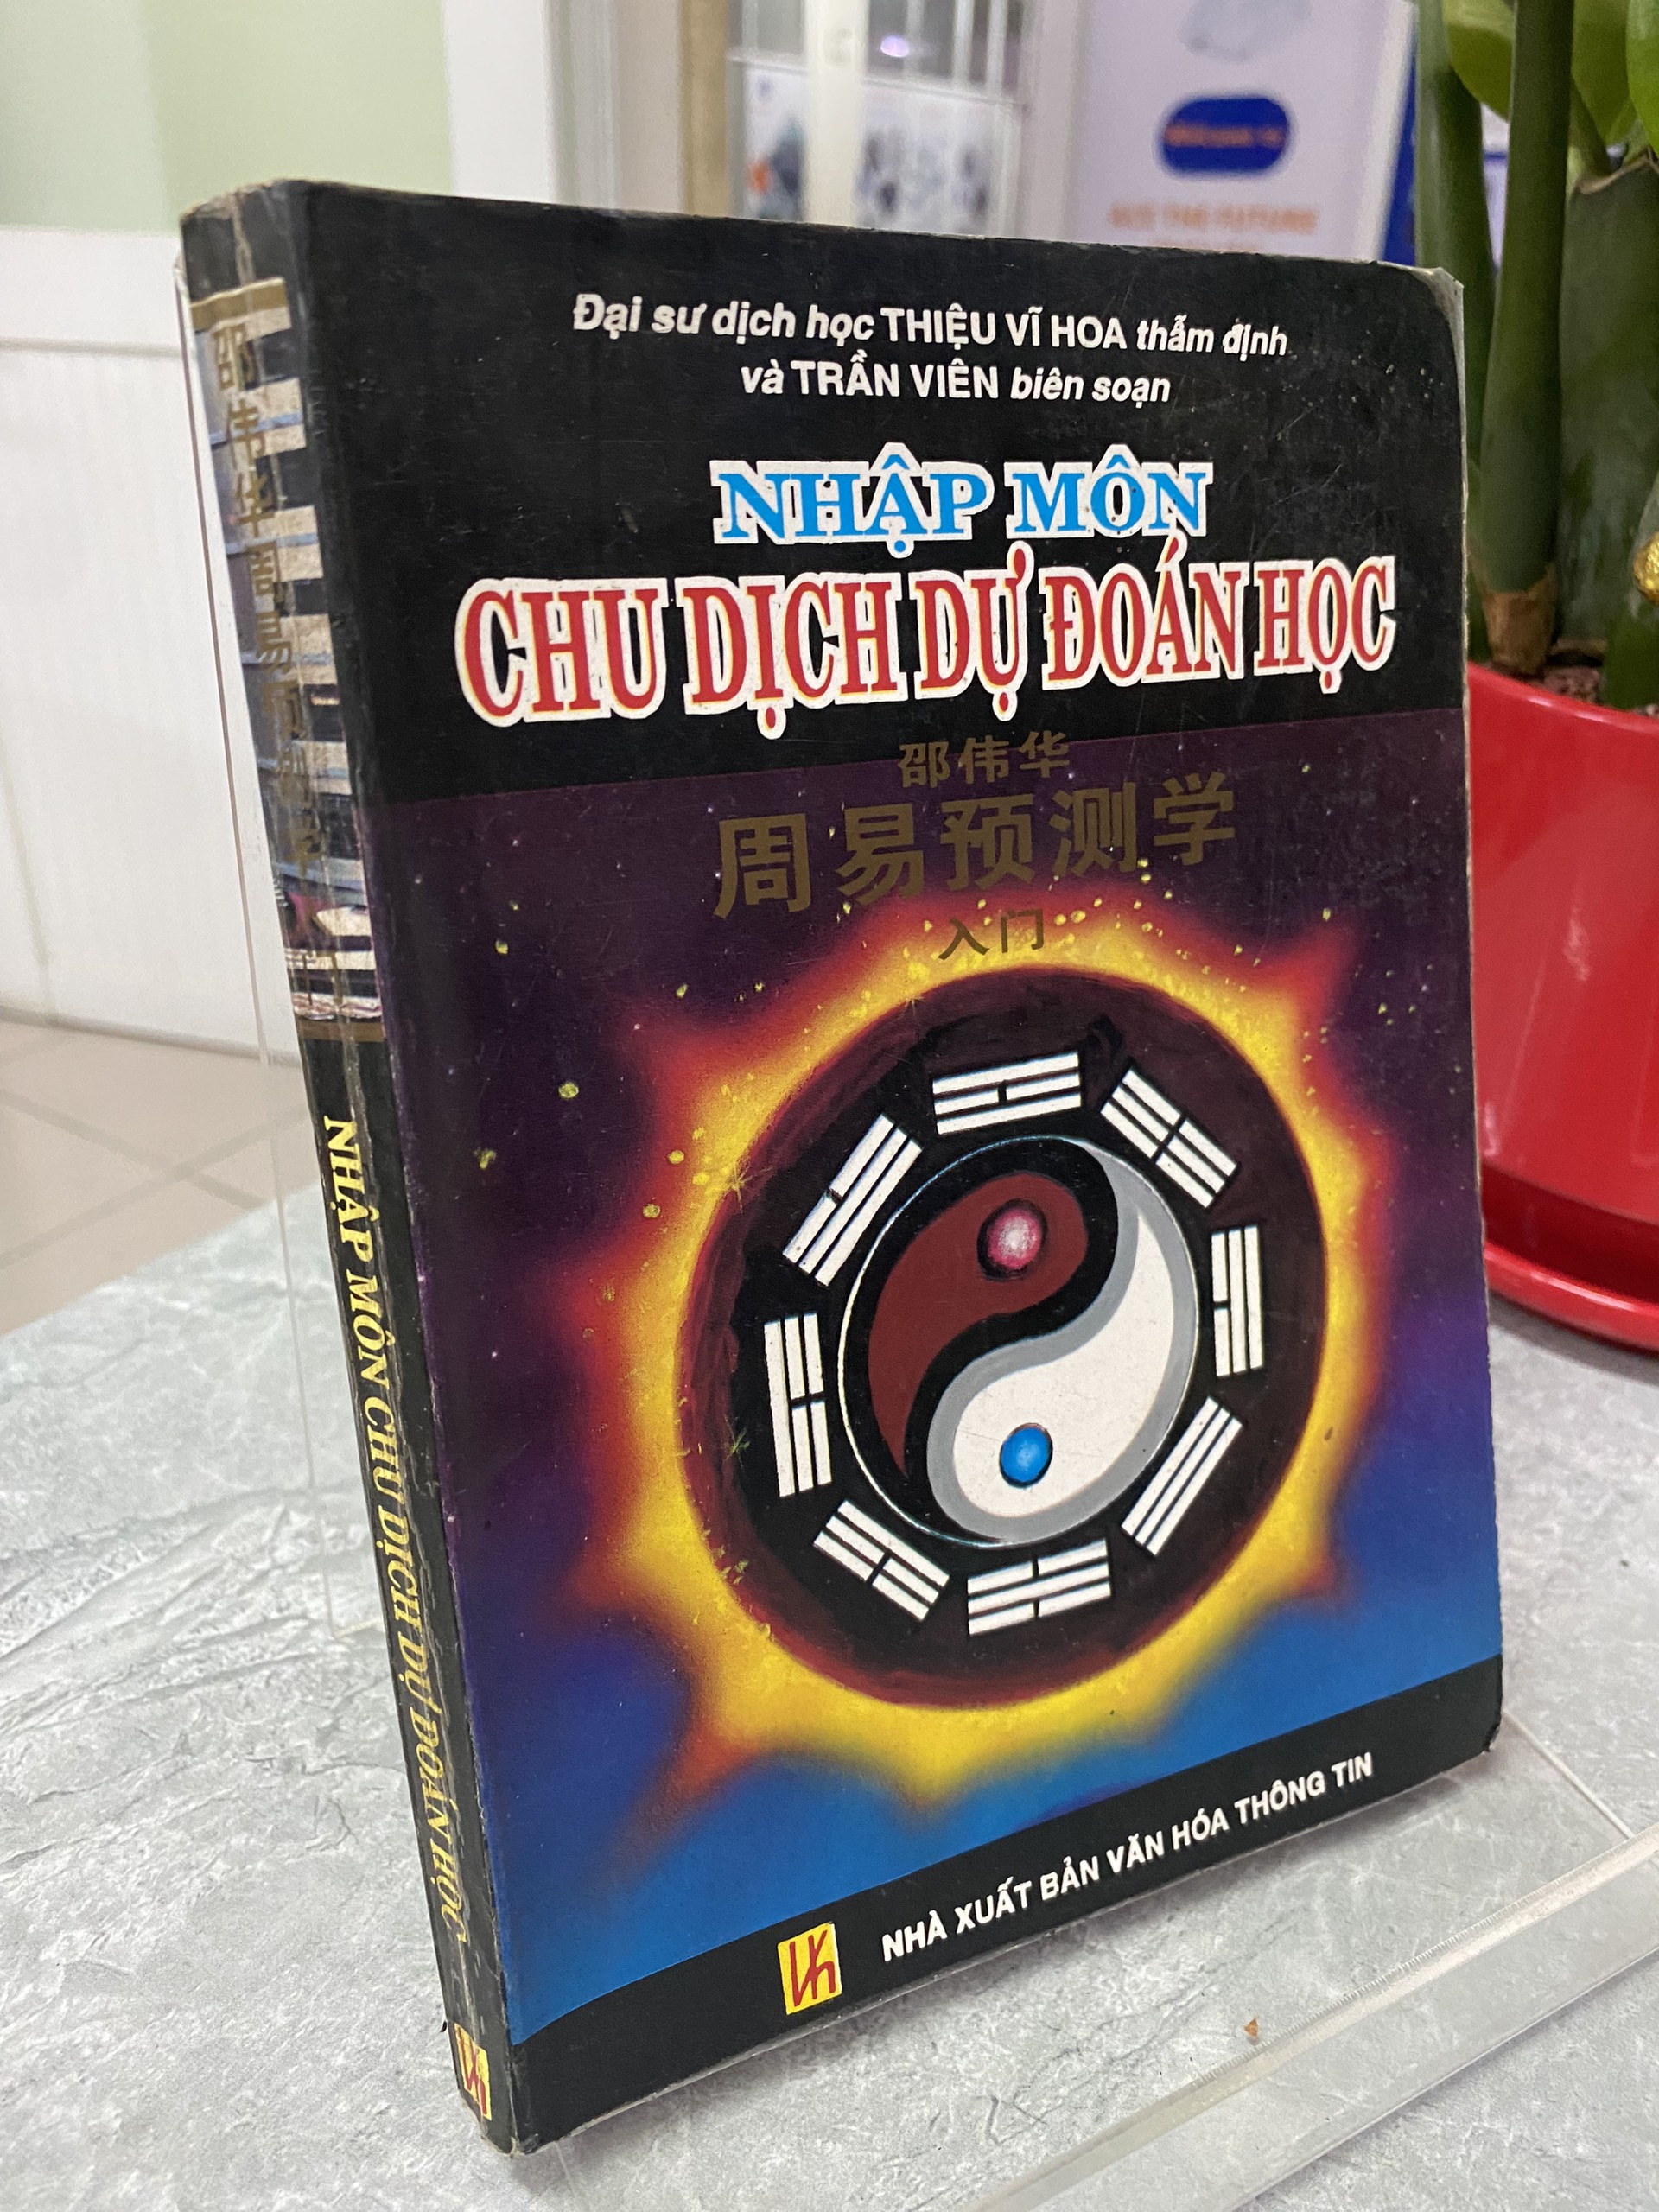 Đại sư dịch học THIỆU VĨ HOA thẩm định
và TRẦN VIÊN biên soạn
NHẬP MÔN
CHU DỊCH DỰ ĐOÁN HỌC
邵伟华
周易预测学
入门
NHÀ XUẤT BẢN VĂN HÓA THÔNG TIN
邵伟华周易预测学
NHẬP MÔN CHU DỊCH DỰ ĐOÁN HỌC